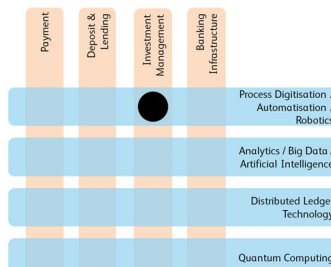 Payment
Deposit &
Lending
Investment
Management
Banking
Infrastructure
Process Digitisation /
Automatisation /
Robotics
Analytics / Big Data /
Artificial Intelligence
Distributed Ledger
Technology
Quantum Computing